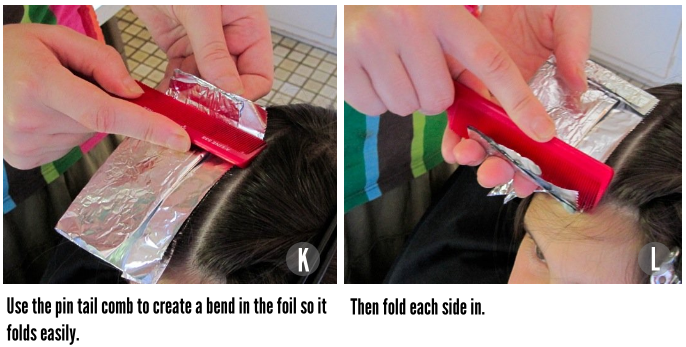 K
L
Use the pin tail comb to create a bend in the foil so it
folds easily.
Then fold each side in.